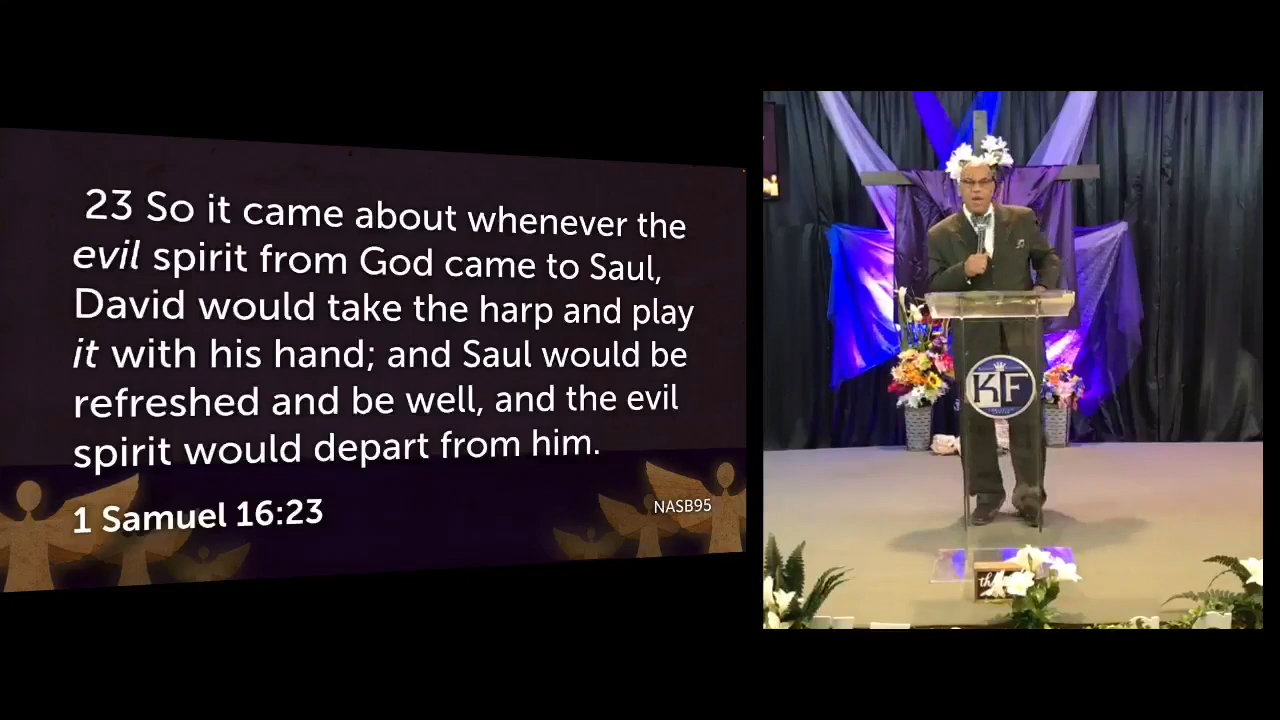 23 So it came about whenever the
evil spirit from God came to Saul,
David would take the harp and play
it with his hand; and Saul would be
refreshed and be well, and the evil
spirit would depart from him.
1 Samuel 16:23
NASB95
KF